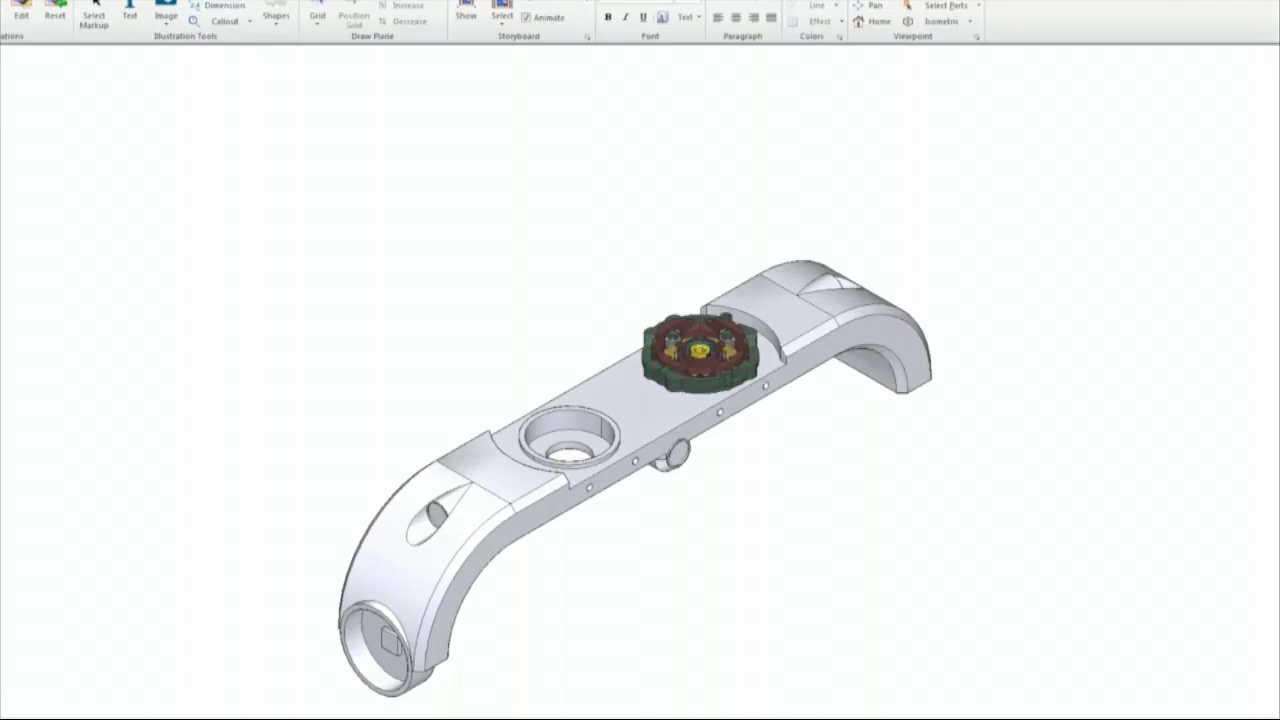 Increase
Dimension
Select Parts
Line
Pan
Edit
Reset
Select
Markup
Text
Image
Callout
Shapes
Grid
Position
Grid
Decrease
Show
Select
Animate
B I U A Text
Effect
Home
Isometric
ations
Illustration Tools
Draw Plane
Storyboard
Font
Paragraph
Colors
Viewpoint